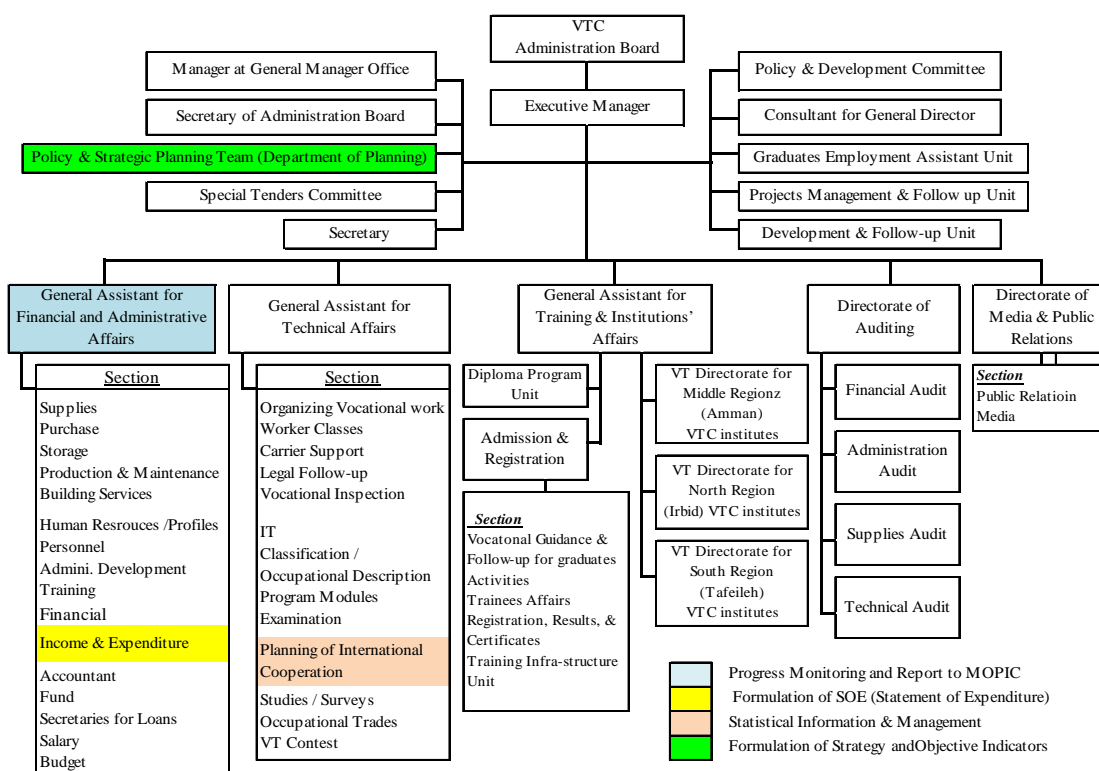 VTC
Administration Board
Executive Manager
Manager at General Manager Office
Secretary of Administration Board
Policy & Strategic Planning Team (Department of Planning)
Special Tenders Committee
Secretary
Policy & Development Committee
Consultant for General Director
Graduates Employment Assistant Unit
Projects Management & Follow up Unit
Development & Follow-up Unit
General Assistant for
Financial and Administrative
Affairs
Section
Supplies
Purchase
Storage
Production & Maintenance
Building Services
Human Resrouces /Profiles
Personnel
Admini. Development
Training
Financial
Income & Expenditure
Accountant
Fund
Secretaries for Loans
Salary
Budget
General Assistant for
Technical Affairs
Section
Organizing Vocational work
Worker Classes
Carrier Support
Legal Follow-up
Vocational Inspection
IT
Classification /
Occupational Description
Program Modules
Examination
Planning of International
Cooperation
Studies / Surveys
Occupational Trades
VT Contest
General Assistant for
Training & Institutions’
Affairs
Diploma Program
Unit
Admission &
Registration
Section
Vocatonal Guidance &
Follow-up for graduates
Activities
Trainees Affairs
Registration, Results, &
Certificates
Training Infra-structure
Unit
VT Directorate for
Middle Regionz
(Amman)
VTC institutes
VT Directorate for
North Region
(Irbid) VTC institutes
VT Directorate for
South Region
(Tafeileh)
VTC institutes
Directorate of
Auditing
Financial Audit
Administration
Audit
Supplies Audit
Technical Audit
Directorate of
Media & Public
Relations
Section
Public Relatioin
Media
Progress Monitoring and Report to MOPIC
Formulation of SOE (Statement of Expenditure)
Statistical Information & Management
Formulation of Strategy andObjective Indicators